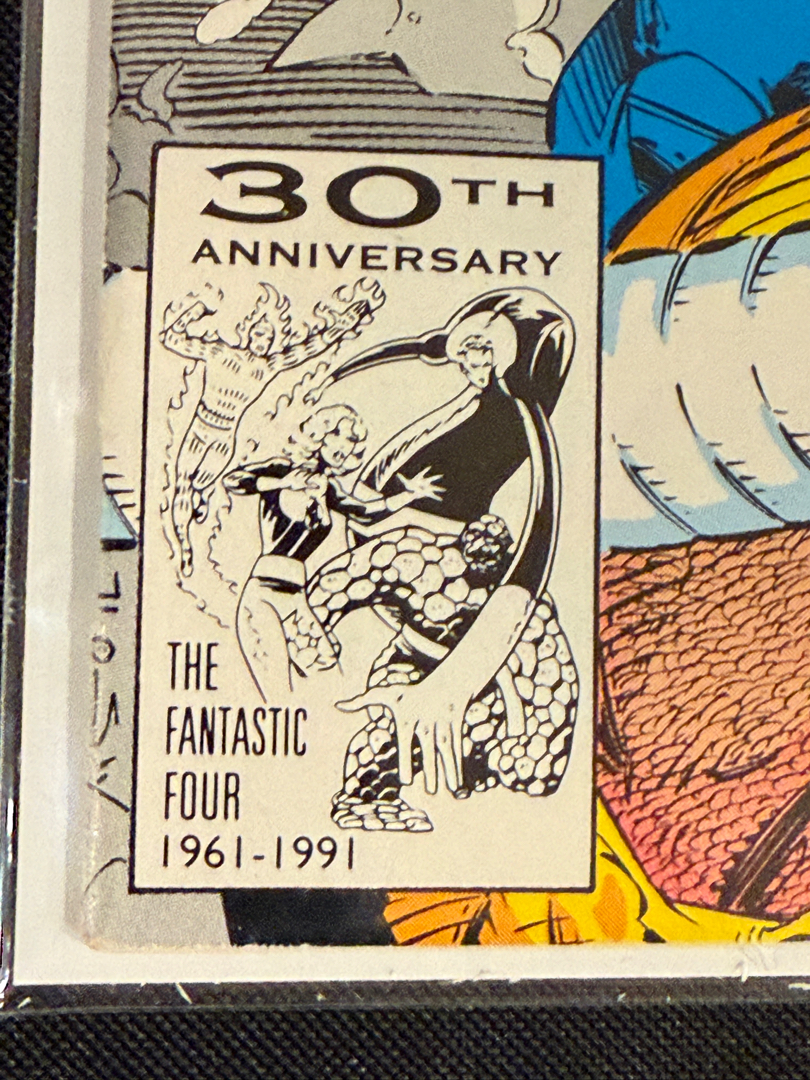 30TH
ANNIVERSARY
THE
FANTASTIC
FOUR
1961-1991